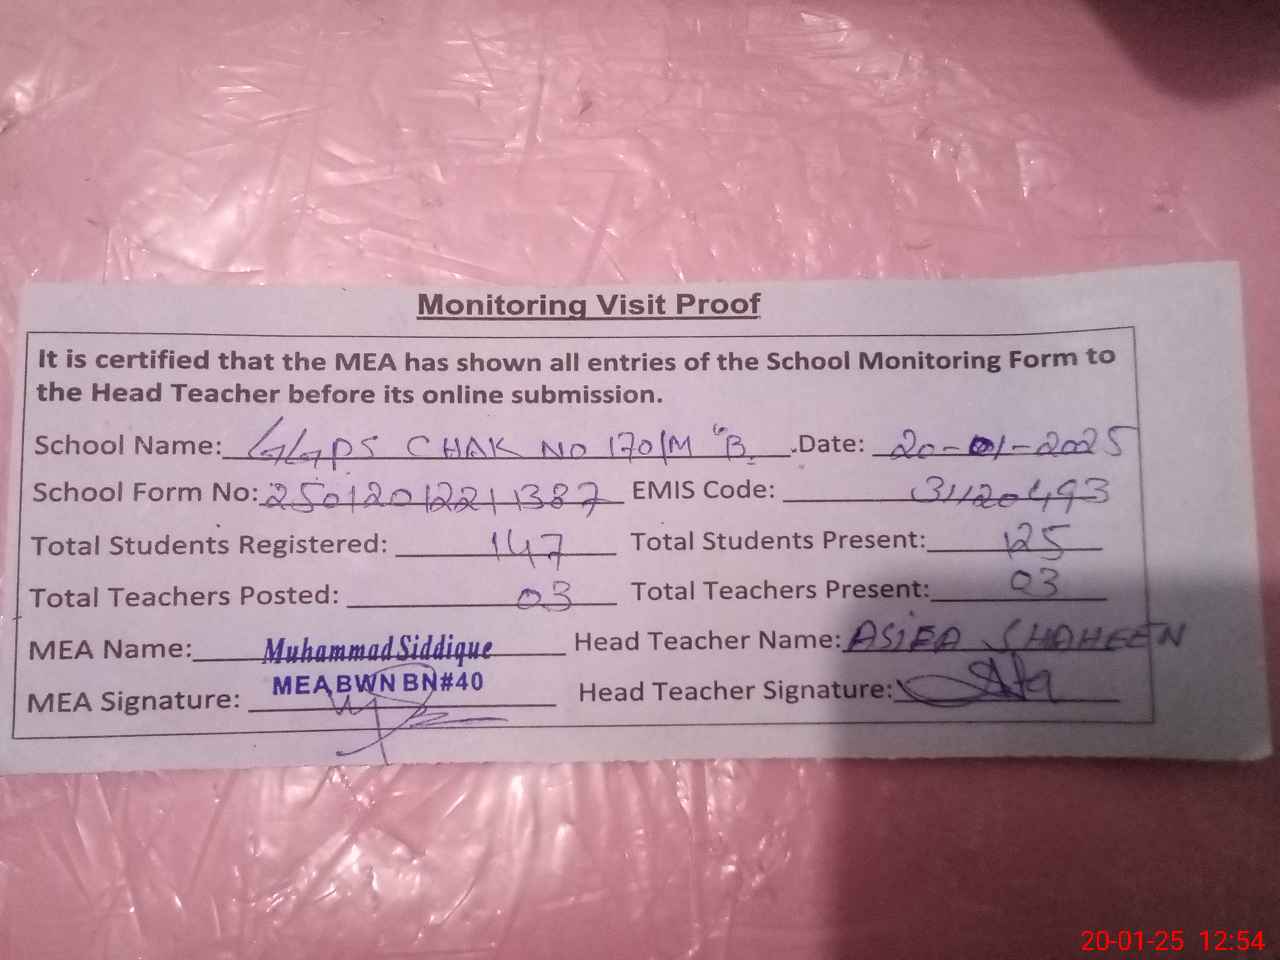 Monitoring Visit Proof
It is certified that the MEA has shown all entries of the School Monitoring Form to
the Head Teacher before its online submission.
School Name: GGPS CHAK NO 170/M "B. Date: 20-01-2025
School Form No: 25012012211387 EMIS Code: 31120493
Total Students Registered: 147 Total Students Present: 125
Total Teachers Posted: 03 Total Teachers Present: 03
MEA Name: Muhammad Siddique Head Teacher Name: ASIFA SHAHEEN
MEA Signature: MEA BWN BN#40 Head Teacher Signature:
20-01-25 12:54